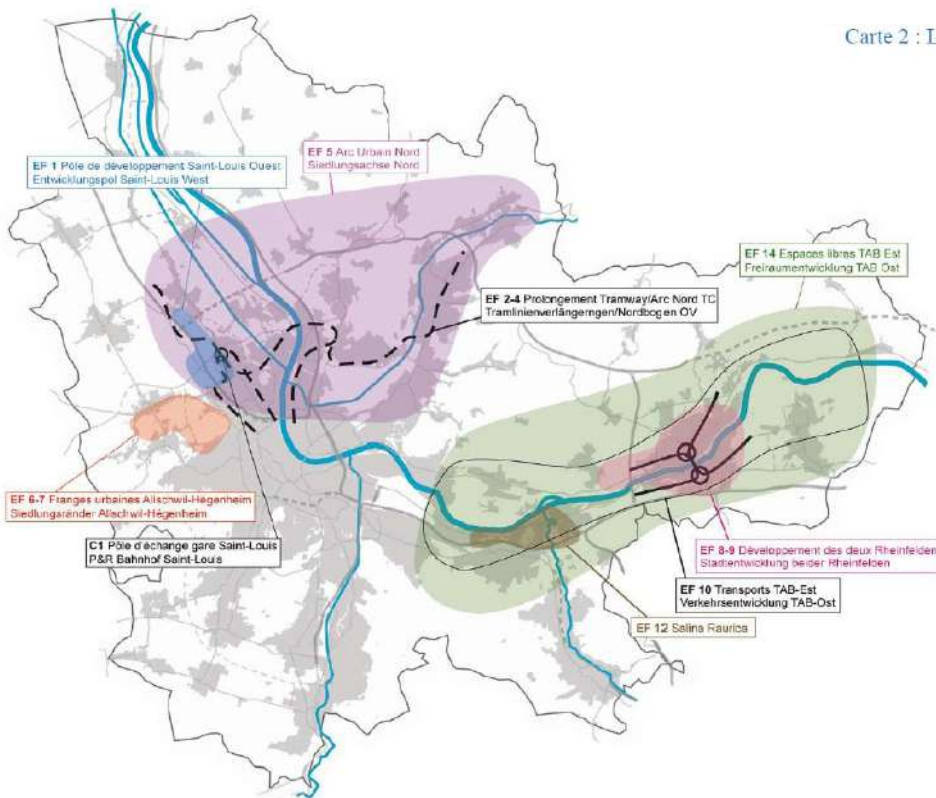 Carte 2 : L
EF 5 Arc Urbain Nord
Siedlungsachse Nord
EF 1 Pôle de développement Saint-Louis Ouest
Entwicklungspol Saint-Louis West
EF 14 Espaces libres TAB Est
Freiraumentwicklung TAB Ost
EF 2-4 Prolongement Tramway/Arc Nord TC
Tramlinienverlängerngen/Nordbogen ÖV
EF 6-7 Franges urbaines Allschwil-Hégenheim
Siedlungsränder Allschwil-Hégenheim
C1 Pôle d'échange gare Saint-Louis
P&R Bahnhof Saint-Louis
EF 8-9 Développement des deux Rheinfelden
Stadtentwicklung beider Rheinfelden
EF 10 Transports TAB-Est
Verkehrsentwicklung TAB-Ost
EF 12 Salina Raurica